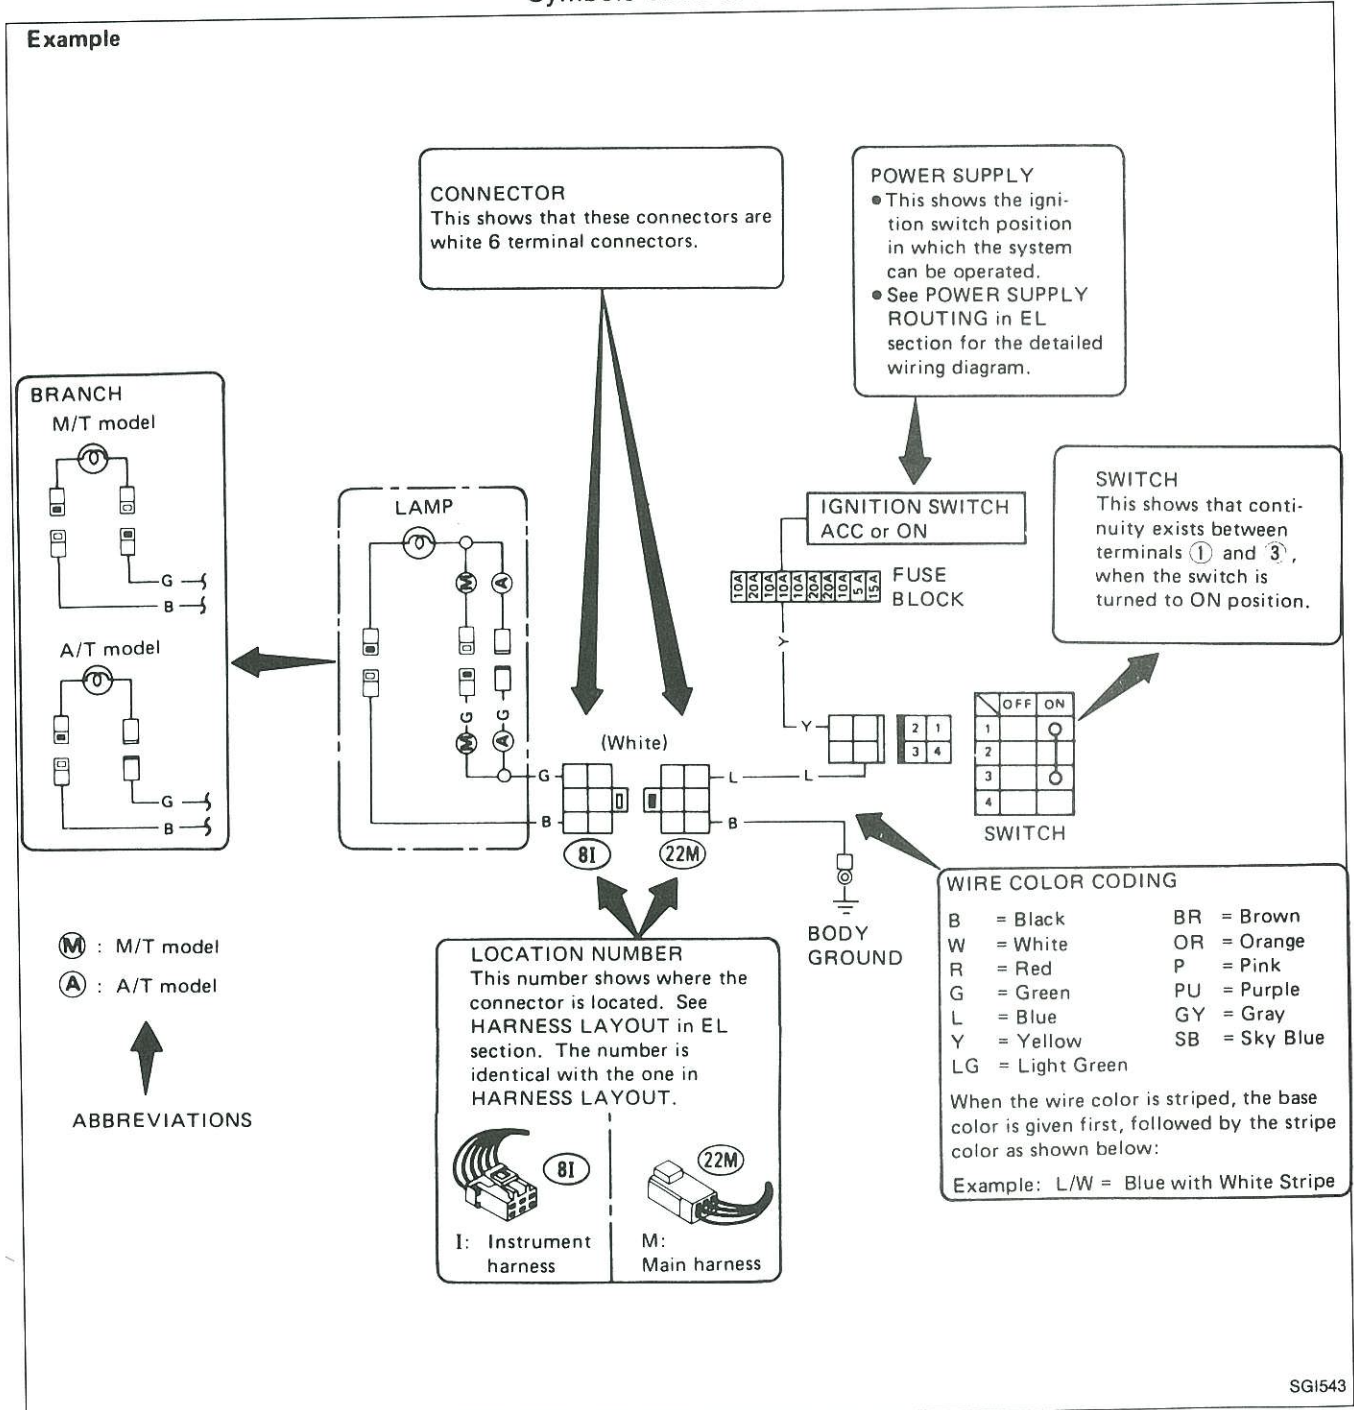 Symbols
Example
CONNECTOR
This shows that these connectors are
white 6 terminal connectors.
POWER SUPPLY
● This shows the igni-
tion switch position
in which the system
can be operated.
● See POWER SUPPLY
ROUTING in EL
section for the detailed
wiring diagram.
BRANCH
M/T model
G
B
A/T model
G
B
LAMP
M
A
G
G
M
A
G
B
(White)
8I
22M
L
L
B
IGNITION SWITCH
ACC or ON
10A
20A
10A
10A
10A
20A
20A
10A
5A
15A
FUSE
BLOCK
Y
Y
2 1
3 4
SWITCH
This shows that conti-
nuity exists between
terminals ① and ③,
when the switch is
turned to ON position.
OFF ON
1
2
3
4
SWITCH
BODY
GROUND
M : M/T model
A : A/T model
ABBREVIATIONS
LOCATION NUMBER
This number shows where the
connector is located. See
HARNESS LAYOUT in EL
section. The number is
identical with the one in
HARNESS LAYOUT.
8I
I: Instrument
harness
22M
M:
Main harness
WIRE COLOR CODING
B = Black
W = White
R = Red
G = Green
L = Blue
Y = Yellow
LG = Light Green
BR = Brown
OR = Orange
P = Pink
PU = Purple
GY = Gray
SB = Sky Blue
When the wire color is striped, the base
color is given first, followed by the stripe
color as shown below:
Example: L/W = Blue with White Stripe
SGI543